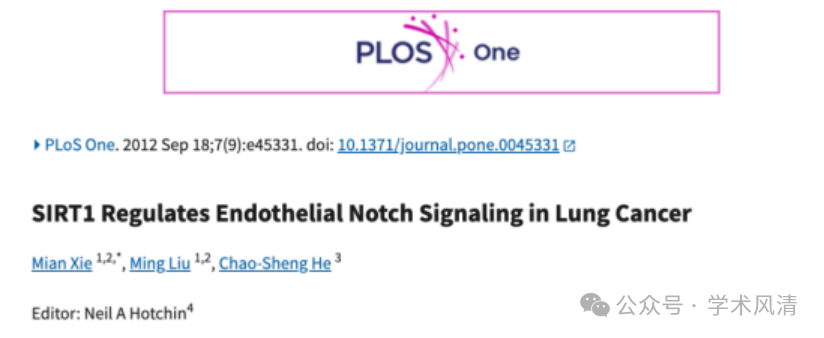 PLOS One
PLoS One. 2012 Sep 18;7(9):e45331. doi: 10.1371/journal.pone.0045331
SIRT1 Regulates Endothelial Notch Signaling in Lung Cancer
Mian Xie 1,2,*, Ming Liu 1,2, Chao-Sheng He 3
Editor: Neil A Hotchin4
公众号 · 学术风清